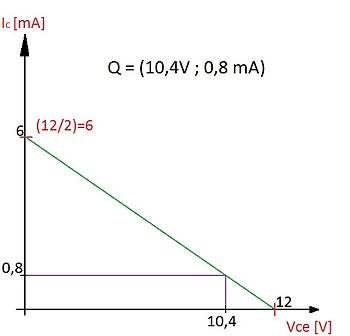 Ic [mA]
Q = (10,4V ; 0,8 mA)
6
(12/2)=6
0,8
12
10,4
Vce [V]